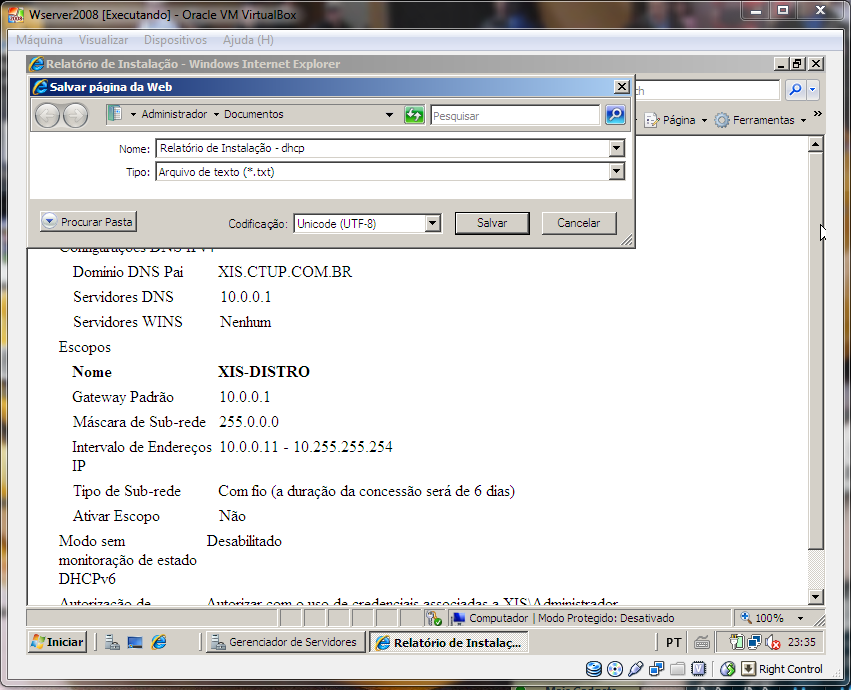 Wserver2008 [Executando] - Oracle VM VirtualBox
Máquina Visualizar Dispositivos Ajuda (H)
Relatório de Instalação - Windows Internet Explorer
Salvar página da Web
Administrador Documentos Pesquisar
Nome: Relatório de Instalação - dhcp
Página Ferramentas »
Tipo: Arquivo de texto (*.txt)
Procurar Pasta Codificação: Unicode (UTF-8) Salvar Cancelar
Configurações DNS IPv4
Domínio DNS Pai XIS.CTUP.COM.BR
Servidores DNS 10.0.0.1
Servidores WINS Nenhum
Escopos
Nome XIS-DISTRO
Gateway Padrão 10.0.0.1
Máscara de Sub-rede 255.0.0.0
Intervalo de Endereços 10.0.0.11 - 10.255.255.254
IP
Tipo de Sub-rede Com fio (a duração da concessão será de 6 dias)
Ativar Escopo Não
Modo sem Desabilitado
monitoração de estado
DHCPv6
Autorização de Autorizar com o uso de credenciais associadas a XIS\Administrador
Computador | Modo Protegido: Desativado 100%
Iniciar Gerenciador de Servidores Relatório de Instalaç... PT 23:35
Right Control